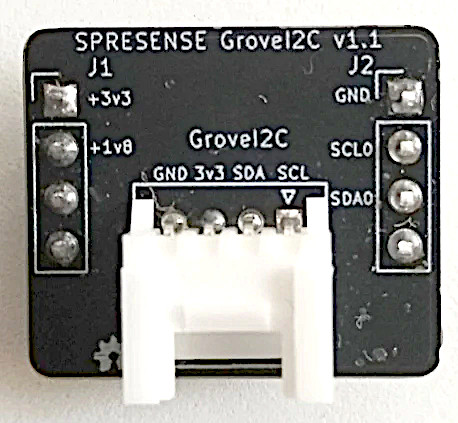 SPRESENSE GroveI2C v1.1
J1
J2
+3v3
GND
+1v8
GroveI2C
SCL0
GND 3v3 SDA SCL
SDA0